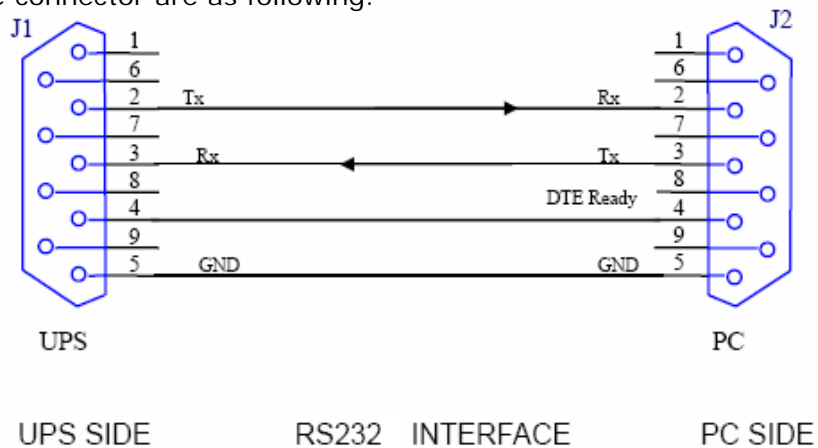 e connector are as following:
J1 J2
1 1
6 6
2 Tx Rx 2
7 7
3 Rx Tx 3
8 8
DTE Ready
4 4
9 9
5 GND GND 5
UPS PC
UPS SIDE RS232 INTERFACE PC SIDE